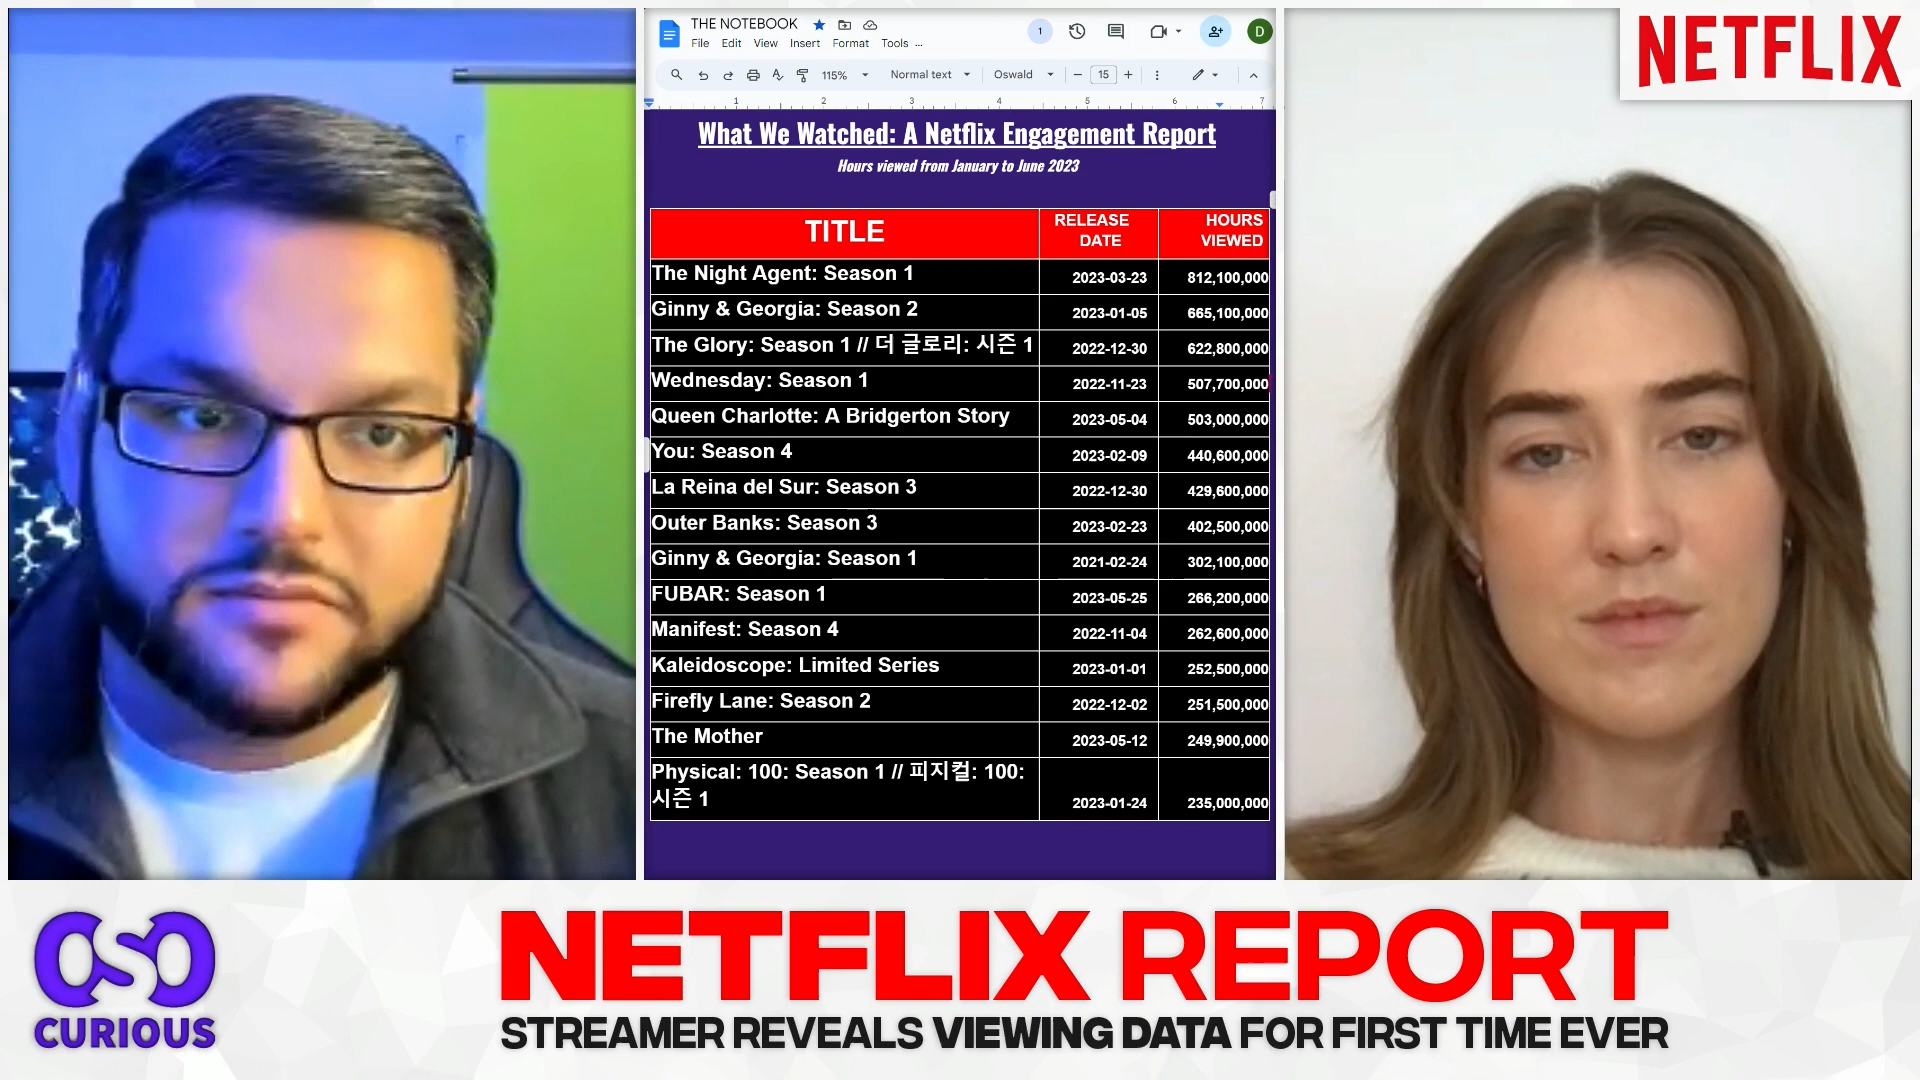 THE NOTEBOOK
File Edit View Insert Format Tools ...
1
D
115% Normal text Oswald 15
1 2 3 4 5 6 7
What We Watched: A Netflix Engagement Report
Hours viewed from January to June 2023
TITLE RELEASE DATE HOURS VIEWED
The Night Agent: Season 1 2023-03-23 812,100,000
Ginny & Georgia: Season 2 2023-01-05 665,100,000
The Glory: Season 1 // 더 글로리: 시즌 1 2022-12-30 622,800,000
Wednesday: Season 1 2022-11-23 507,700,000
Queen Charlotte: A Bridgerton Story 2023-05-04 503,000,000
You: Season 4 2023-02-09 440,600,000
La Reina del Sur: Season 3 2022-12-30 429,600,000
Outer Banks: Season 3 2023-02-23 402,500,000
Ginny & Georgia: Season 1 2021-02-24 302,100,000
FUBAR: Season 1 2023-05-25 266,200,000
Manifest: Season 4 2022-11-04 262,600,000
Kaleidoscope: Limited Series 2023-01-01 252,500,000
Firefly Lane: Season 2 2022-12-02 251,500,000
The Mother 2023-05-12 249,900,000
Physical: 100: Season 1 // 피지컬: 100:
시즌 1 2023-01-24 235,000,000
NETFLIX
CURIOUS
NETFLIX REPORT
STREAMER REVEALS VIEWING DATA FOR FIRST TIME EVER